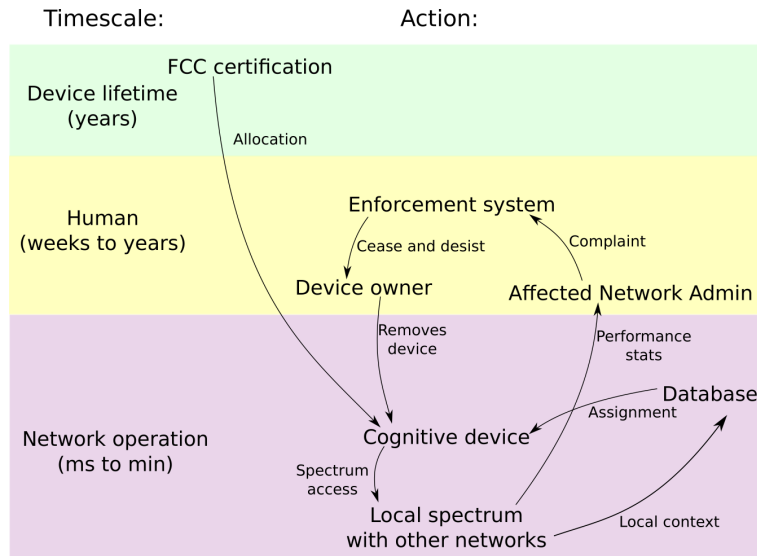 Timescale:
Action:
FCC certification
Device lifetime
(years)
Allocation
Human
(weeks to years)
Enforcement system
Cease and desist
Complaint
Device owner
Affected Network Admin
Removes
device
Performance
stats
Database
Assignment
Network operation
(ms to min)
Cognitive device
Spectrum
access
Local spectrum
with other networks
Local context